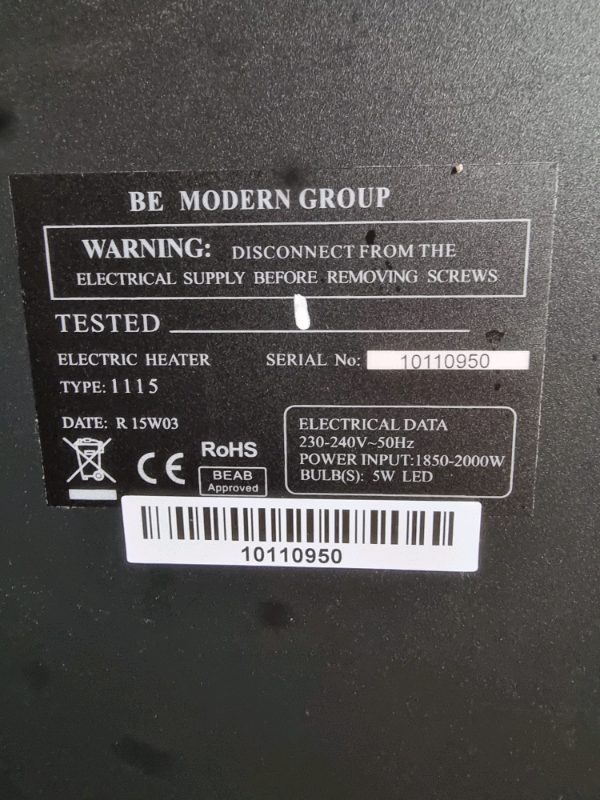 BE MODERN GROUP
WARNING: DISCONNECT FROM THE
ELECTRICAL SUPPLY BEFORE REMOVING SCREWS
TESTED
ELECTRIC HEATER SERIAL No: 10110950
TYPE: 1115
DATE: R 15W03
CE
RoHS
BEAB
Approved
ELECTRICAL DATA
230-240V~50Hz
POWER INPUT:1850-2000W
BULB(S): 5W LED
10110950